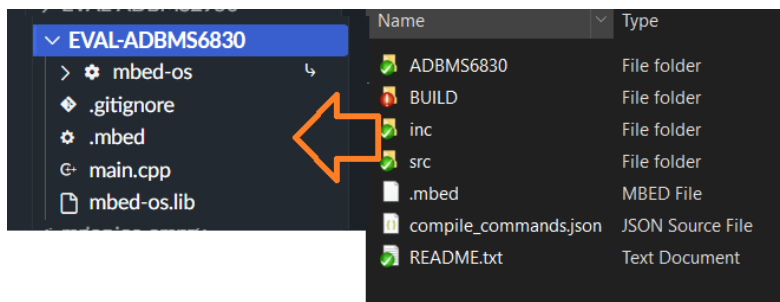 EVAL-ADBMS6830
mbed-os
.gitignore
.mbed
main.cpp
mbed-os.lib
Name Type
ADBMS6830 File folder
BUILD File folder
inc File folder
src File folder
.mbed MBED File
compile_commands.json JSON Source File
README.txt Text Document